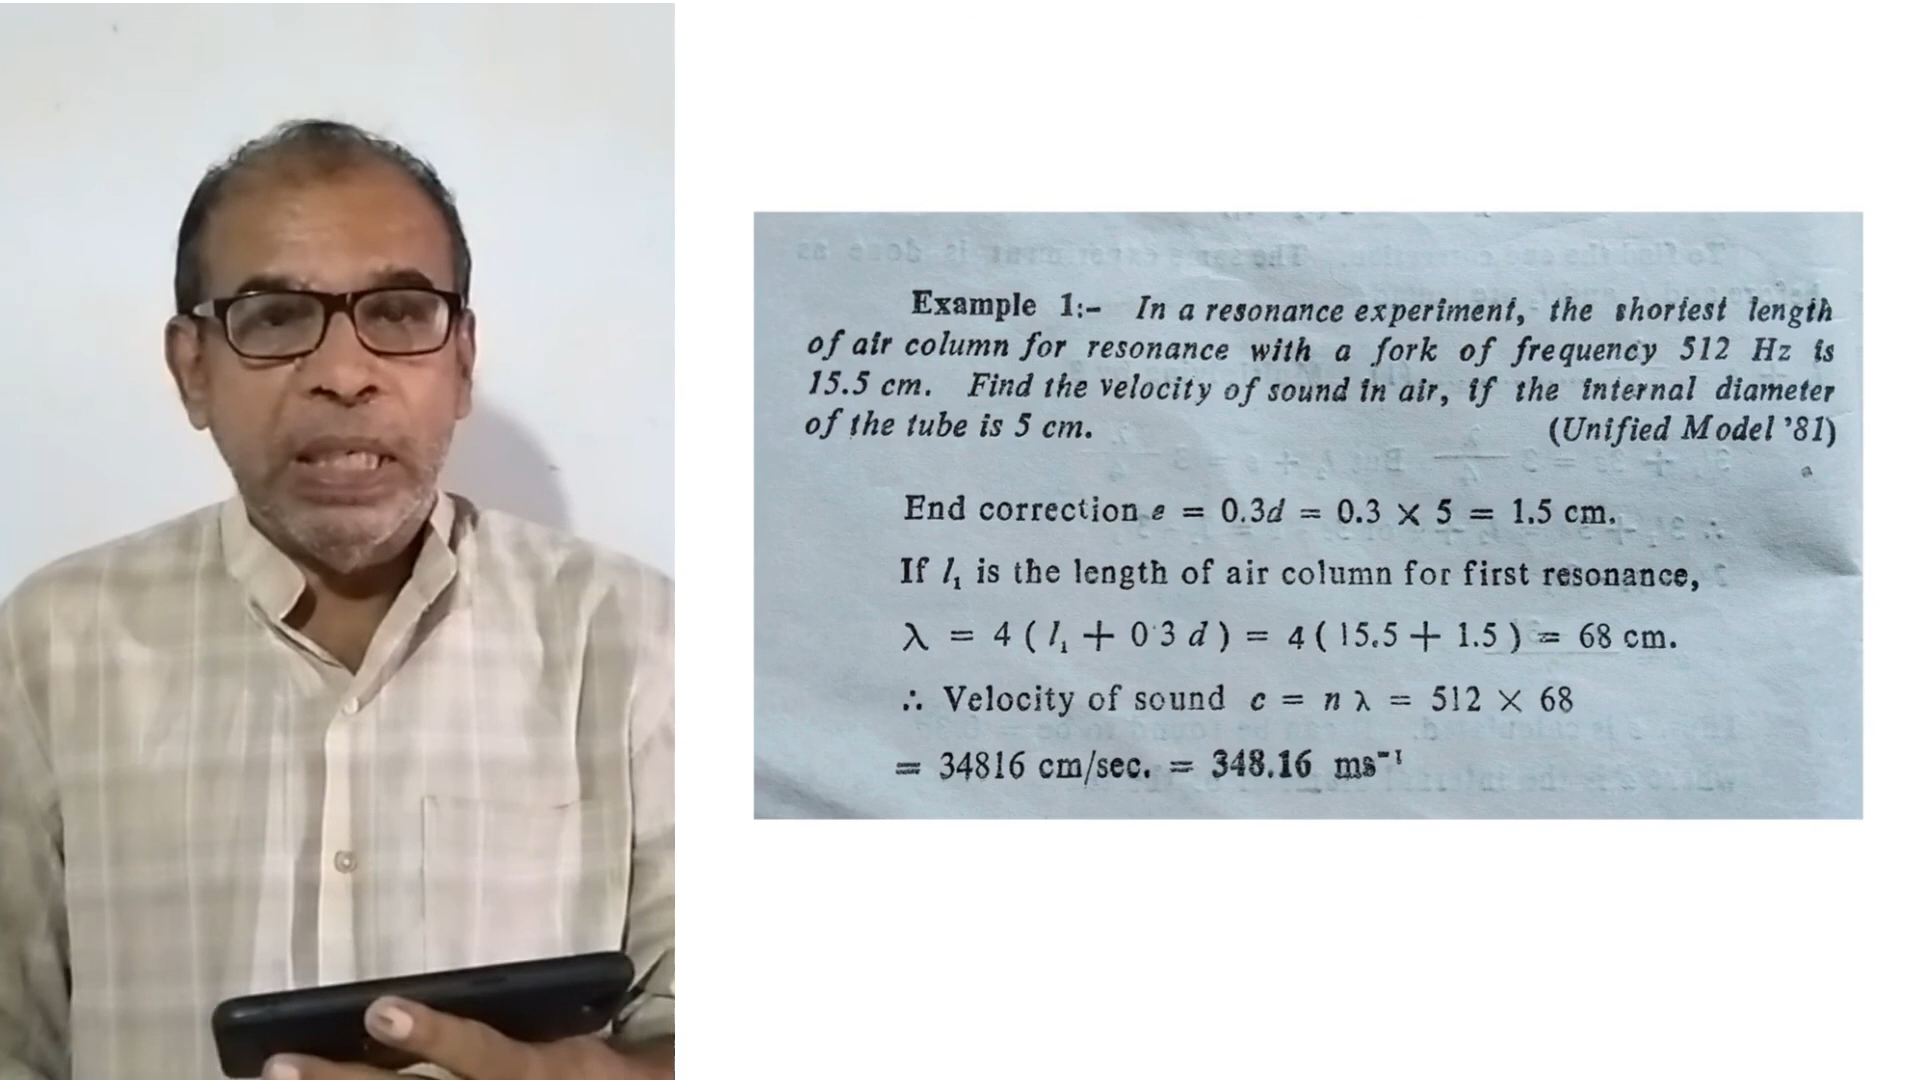 Example 1:- In a resonance experiment, the shortest length
of air column for resonance with a fork of frequency 512 Hz is
15.5 cm. Find the velocity of sound in air, if the internal diameter
of the tube is 5 cm. (Unified Model '81)
End correction e = 0.3d = 0.3 × 5 = 1.5 cm.
If l₁ is the length of air column for first resonance,
λ = 4 ( l₁ + 0·3 d ) = 4 ( 15.5 + 1.5 ) = 68 cm.
∴ Velocity of sound c = n λ = 512 × 68
= 34816 cm/sec. = 348.16 ms⁻¹